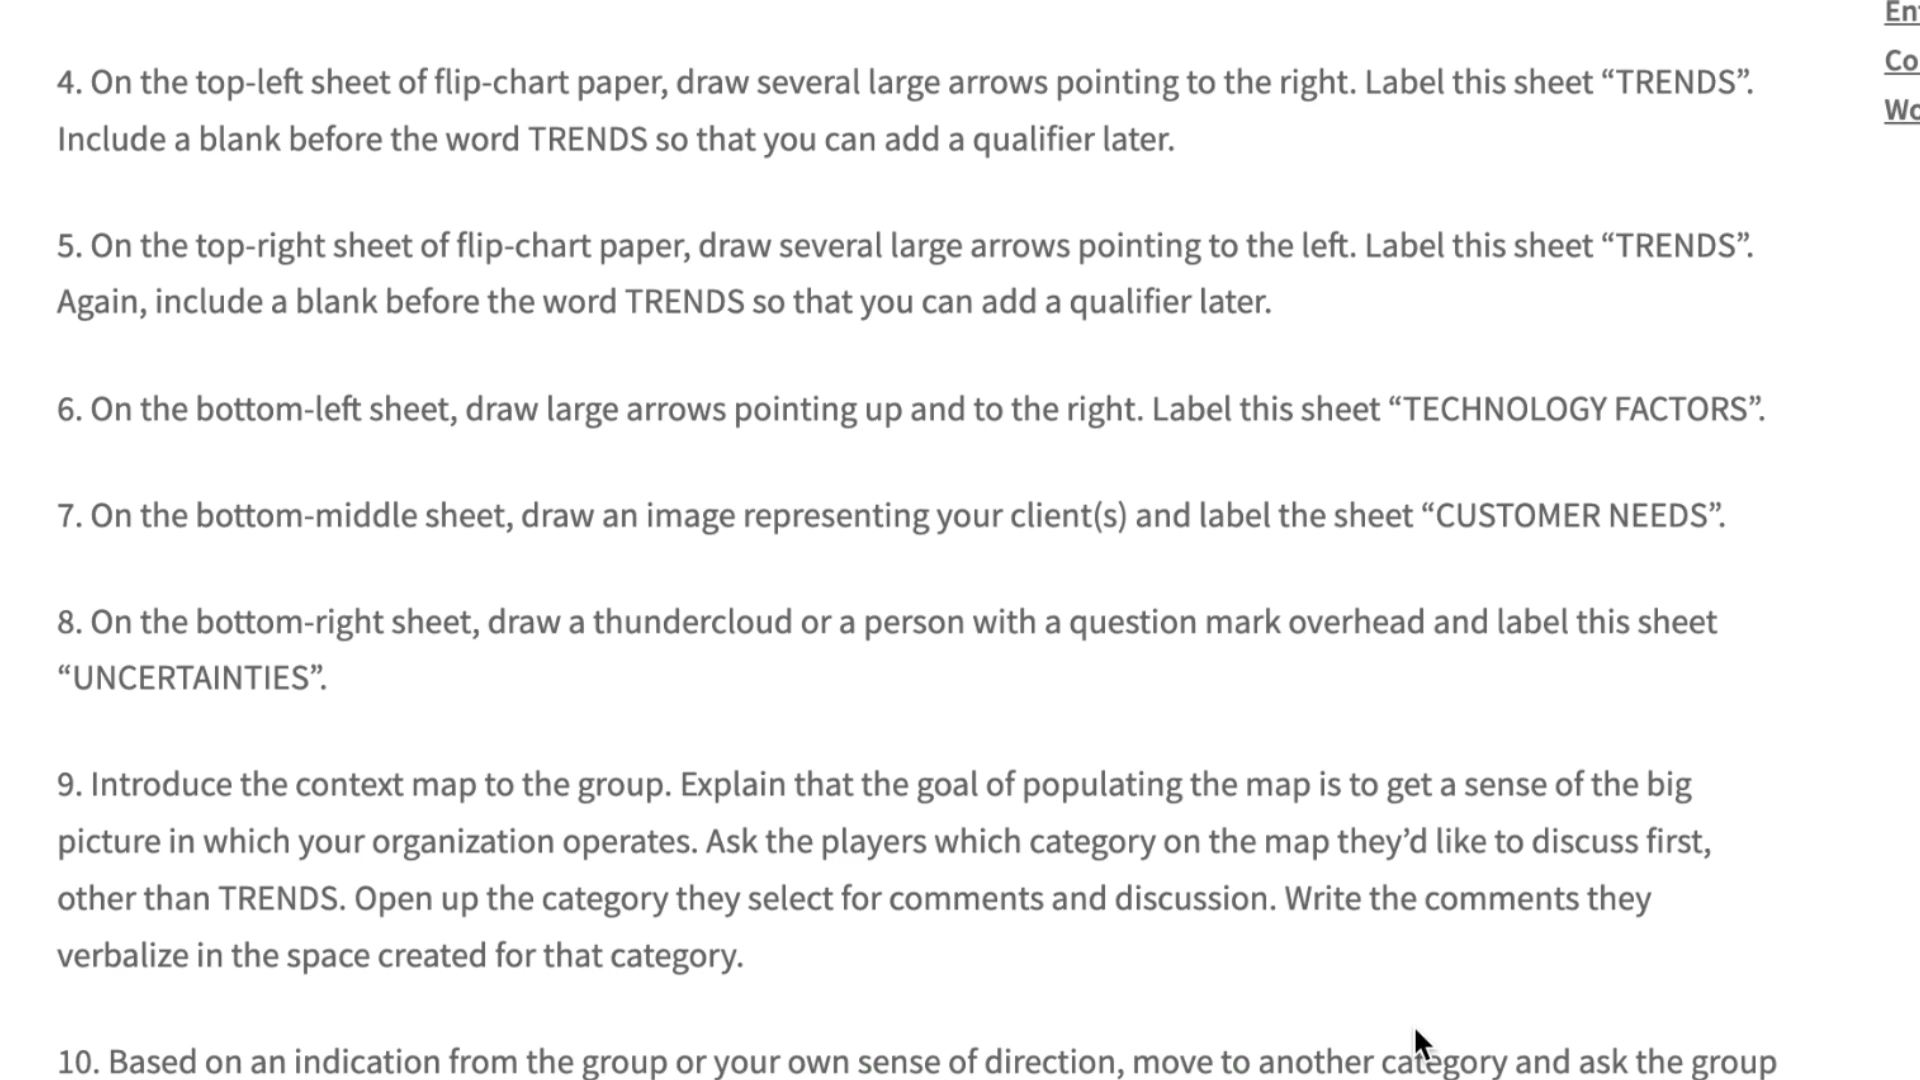 4. On the top-left sheet of flip-chart paper, draw several large arrows pointing to the right. Label this sheet “TRENDS”.
Include a blank before the word TRENDS so that you can add a qualifier later.
5. On the top-right sheet of flip-chart paper, draw several large arrows pointing to the left. Label this sheet “TRENDS”.
Again, include a blank before the word TRENDS so that you can add a qualifier later.
6. On the bottom-left sheet, draw large arrows pointing up and to the right. Label this sheet “TECHNOLOGY FACTORS”.
7. On the bottom-middle sheet, draw an image representing your client(s) and label the sheet “CUSTOMER NEEDS”.
8. On the bottom-right sheet, draw a thundercloud or a person with a question mark overhead and label this sheet
“UNCERTAINTIES”.
9. Introduce the context map to the group. Explain that the goal of populating the map is to get a sense of the big
picture in which your organization operates. Ask the players which category on the map they’d like to discuss first,
other than TRENDS. Open up the category they select for comments and discussion. Write the comments they
verbalize in the space created for that category.
10. Based on an indication from the group or your own sense of direction, move to another category and ask the group